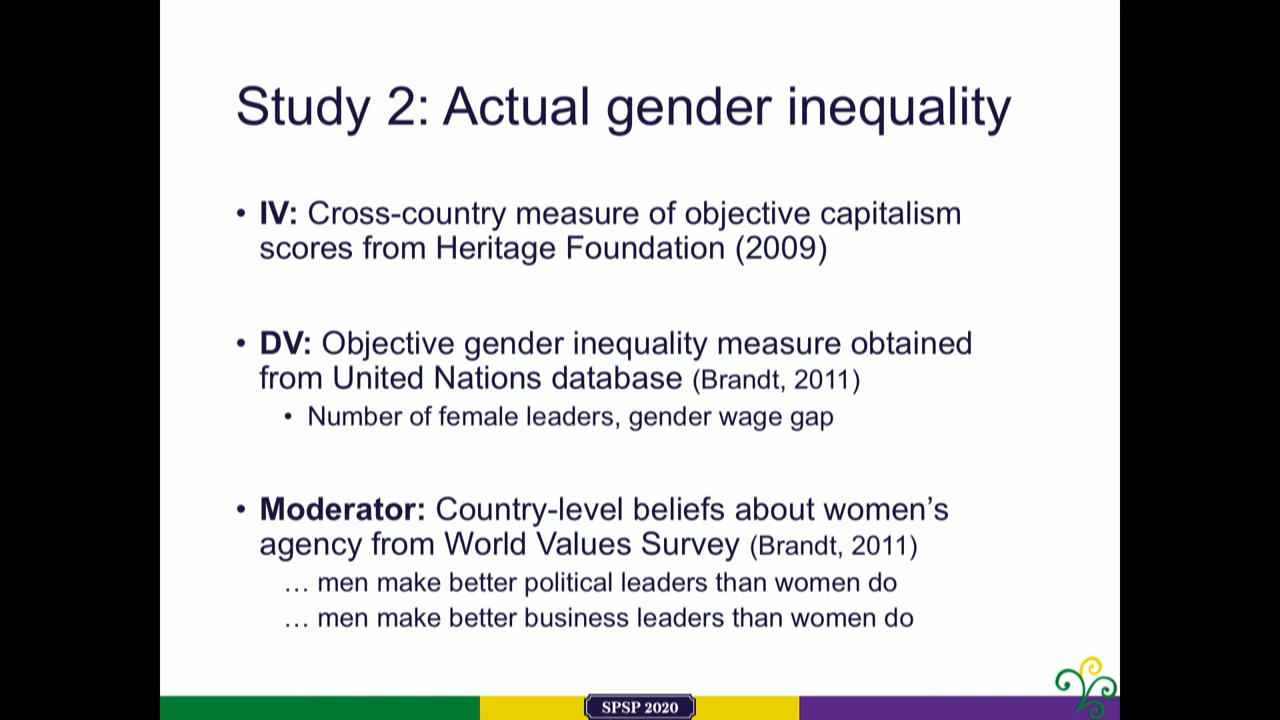 Study 2: Actual gender inequality
• IV: Cross-country measure of objective capitalism
scores from Heritage Foundation (2009)
• DV: Objective gender inequality measure obtained
from United Nations database (Brandt, 2011)
• Number of female leaders, gender wage gap
• Moderator: Country-level beliefs about women’s
agency from World Values Survey (Brandt, 2011)
… men make better political leaders than women do
… men make better business leaders than women do
SPSP 2020